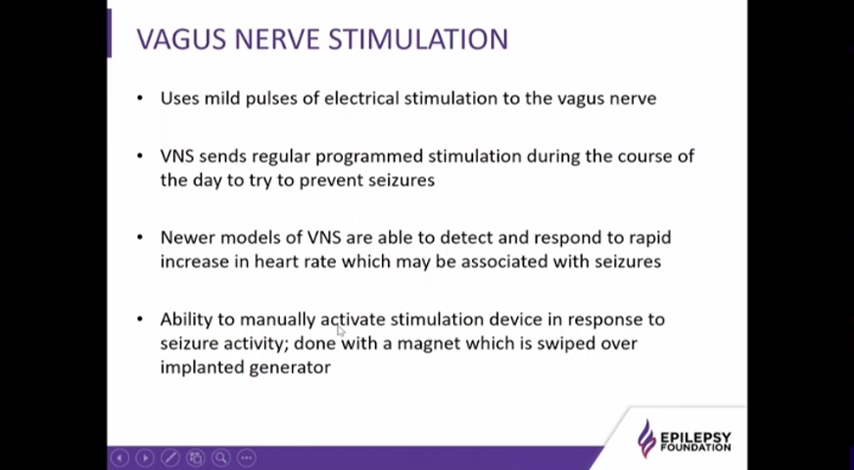 VAGUS NERVE STIMULATION
• Uses mild pulses of electrical stimulation to the vagus nerve
• VNS sends regular programmed stimulation during the course of
the day to try to prevent seizures
• Newer models of VNS are able to detect and respond to rapid
increase in heart rate which may be associated with seizures
• Ability to manually activate stimulation device in response to
seizure activity; done with a magnet which is swiped over
implanted generator
EPILEPSY
FOUNDATION